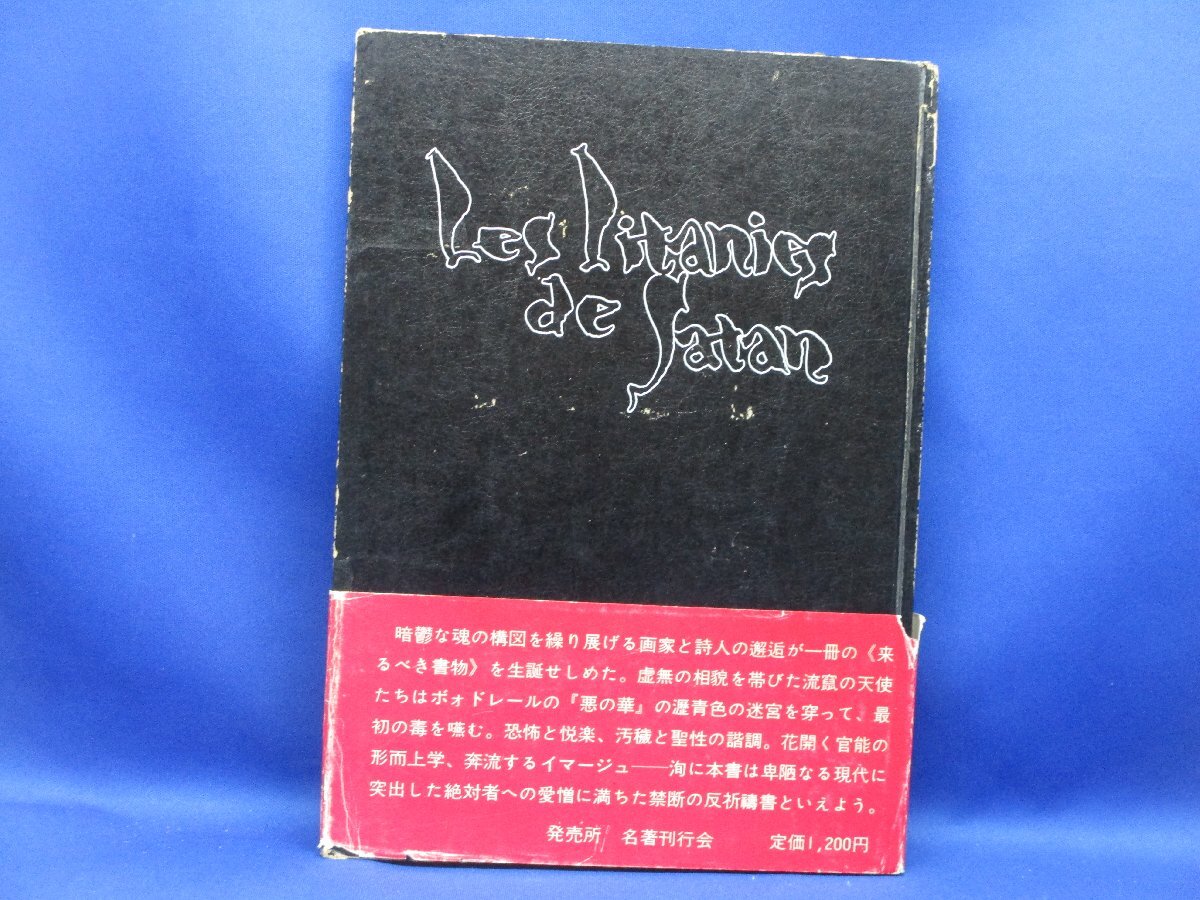 Les Litanies
de Satan
暗鬱な魂の構図を繰り展げる画家と詩人の邂逅が一冊の《来
るべき書物》を生誕せしめた。虚無の相貌を帯びた流竄の天使
たちはボォドレールの『悪の華』の瀝青色の迷宮を穿って、最
初の毒を嚥む。恐怖と悦楽、汚穢と聖性の諧調。花開く官能の
形而上学、奔流するイマージュ——洵に本書は卑陋なる現代に
突出した絶対者への愛憎に満ちた禁断の反祈禱書といえよう。
発売所 名著刊行会 定価1,200円